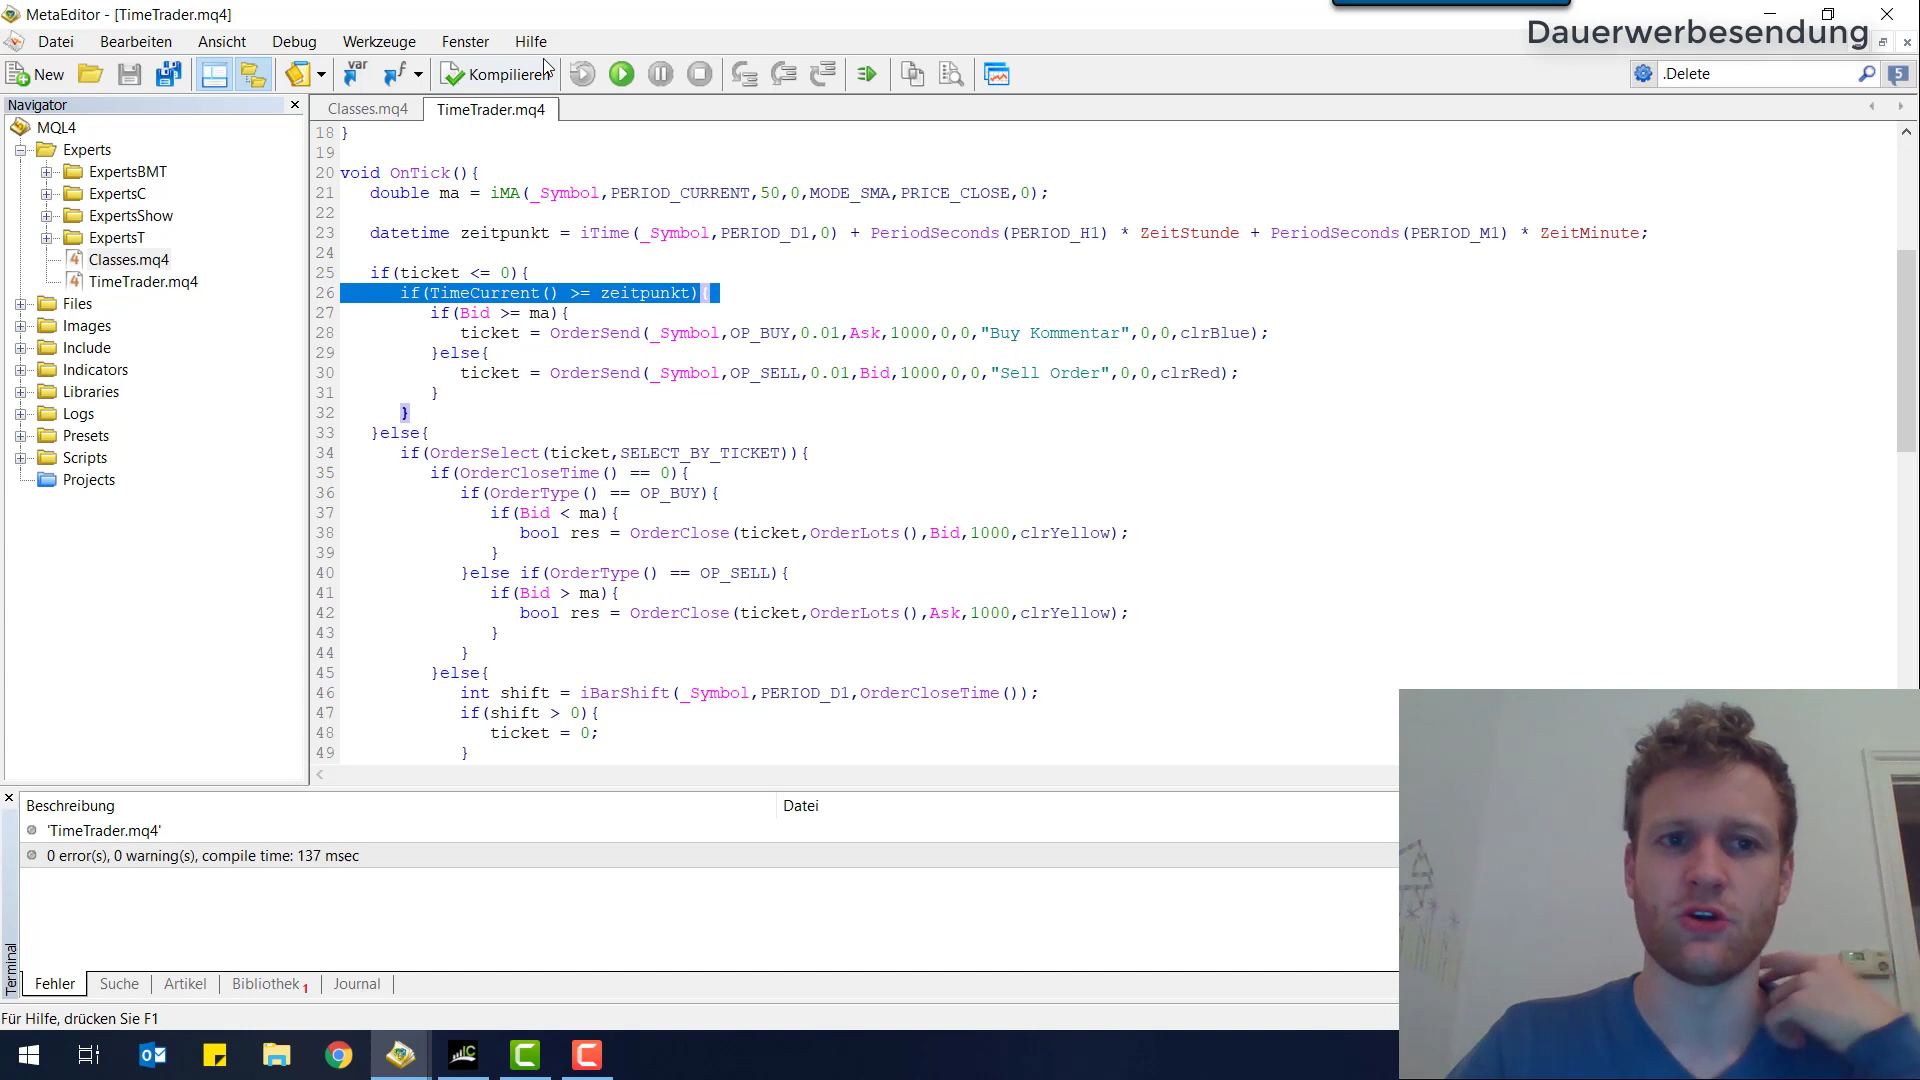 MetaEditor - [TimeTrader.mq4]
Dauerwerbesendung
Datei Bearbeiten Ansicht Debug Werkzeuge Fenster Hilfe
New var f Kompilieren .Delete 5
Navigator
Classes.mq4 TimeTrader.mq4
MQL4
Experts
ExpertsBMT
ExpertsC
ExpertsShow
ExpertsT
Classes.mq4
TimeTrader.mq4
Files
Images
Include
Indicators
Libraries
Logs
Presets
Scripts
Projects
18 }
19
20 void OnTick(){
21 double ma = iMA(_Symbol,PERIOD_CURRENT,50,0,MODE_SMA,PRICE_CLOSE,0);
22
23 datetime zeitpunkt = iTime(_Symbol,PERIOD_D1,0) + PeriodSeconds(PERIOD_H1) * ZeitStunde + PeriodSeconds(PERIOD_M1) * ZeitMinute;
24
25 if(ticket <= 0){
26 if(TimeCurrent() >= zeitpunkt){
27 if(Bid >= ma){
28 ticket = OrderSend(_Symbol,OP_BUY,0.01,Ask,1000,0,0,"Buy Kommentar",0,0,clrBlue);
29 }else{
30 ticket = OrderSend(_Symbol,OP_SELL,0.01,Bid,1000,0,0,"Sell Order",0,0,clrRed);
31 }
32 }
33 }else{
34 if(OrderSelect(ticket,SELECT_BY_TICKET)){
35 if(OrderCloseTime() == 0){
36 if(OrderType() == OP_BUY){
37 if(Bid < ma){
38 bool res = OrderClose(ticket,OrderLots(),Bid,1000,clrYellow);
39 }
40 }else if(OrderType() == OP_SELL){
41 if(Bid > ma){
42 bool res = OrderClose(ticket,OrderLots(),Ask,1000,clrYellow);
43 }
44 }
45 }else{
46 int shift = iBarShift(_Symbol,PERIOD_D1,OrderCloseTime());
47 if(shift > 0){
48 ticket = 0;
49 }
Beschreibung Datei
'TimeTrader.mq4'
0 error(s), 0 warning(s), compile time: 137 msec
Terminal
Fehler Suche Artikel Bibliothek 1 Journal
Für Hilfe, drücken Sie F1